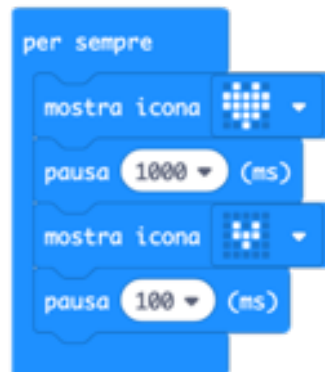 per sempre
mostra icona
pausa 1000 (ms)
mostra icona
pausa 100 (ms)